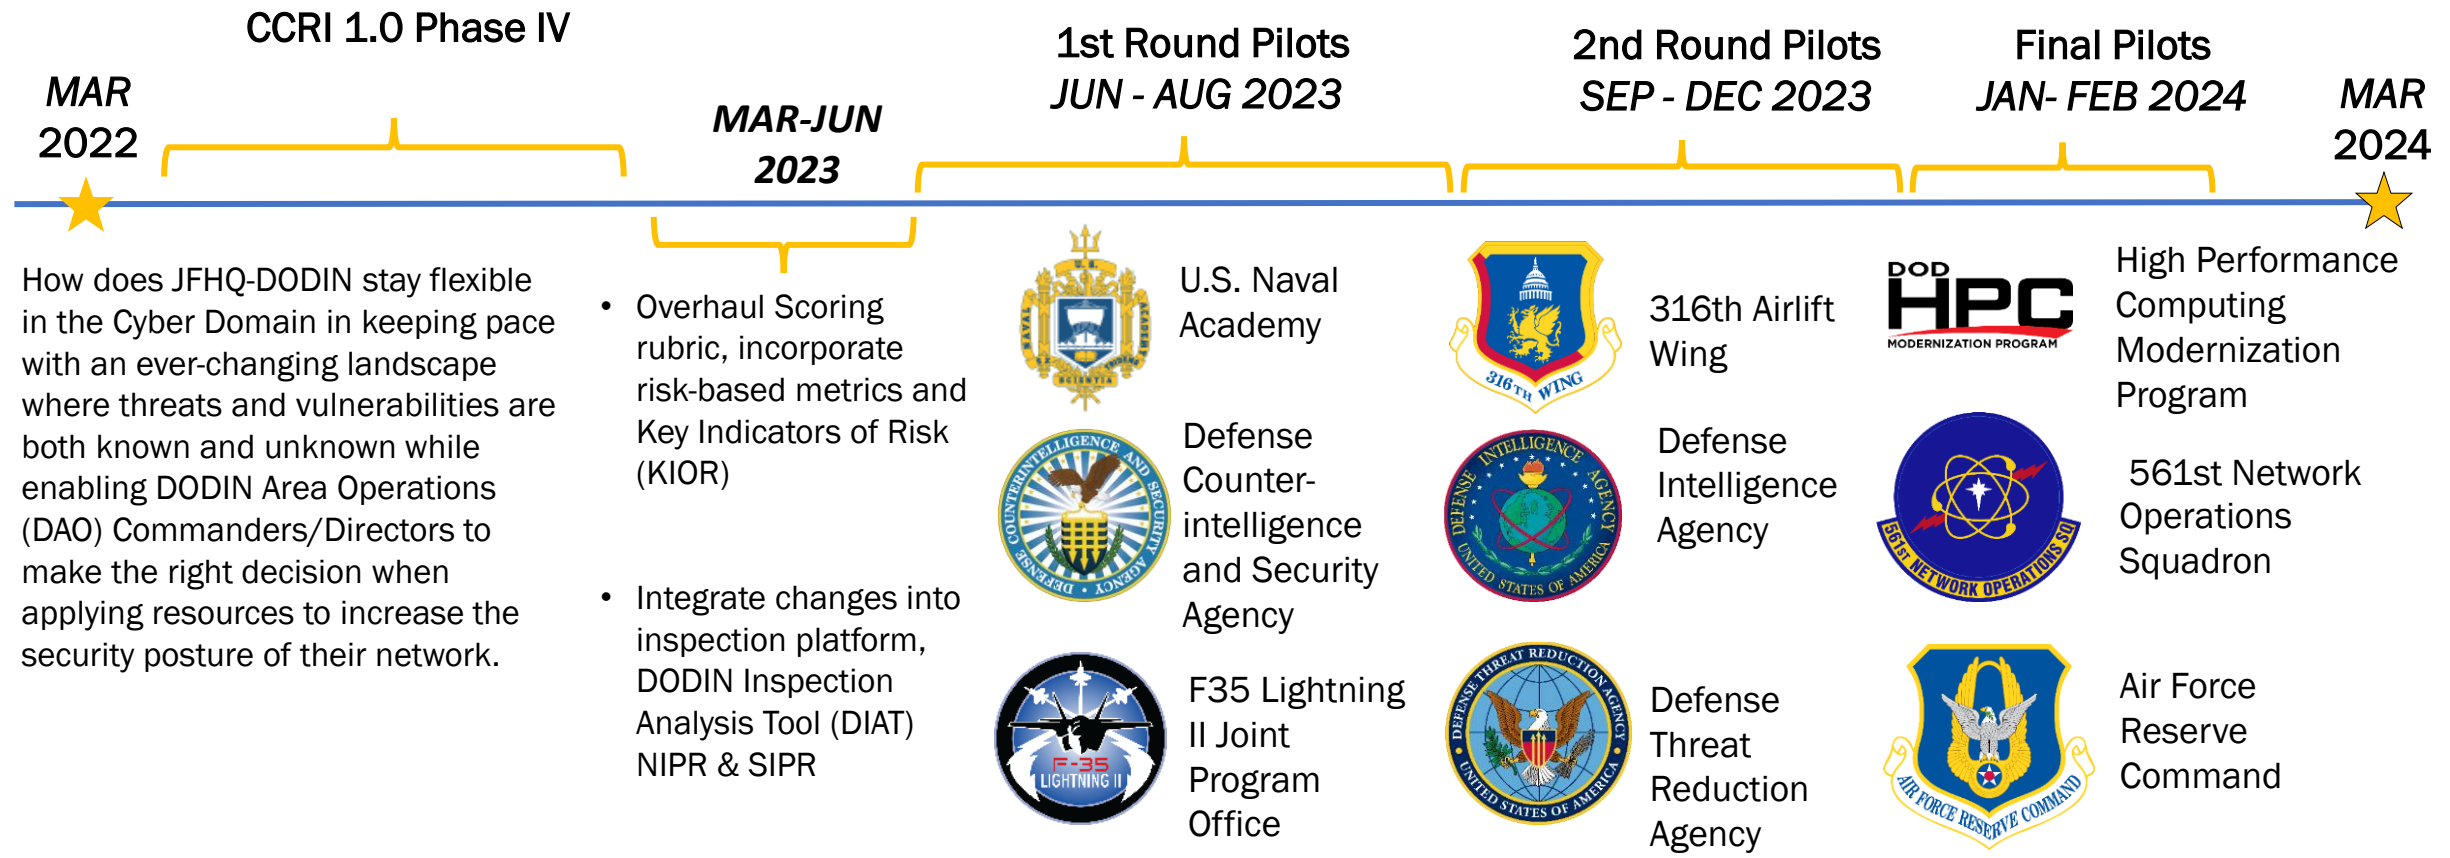 CCRI 1.0 Phase IV
MAR
2022
MAR-JUN
2023
1st Round Pilots
JUN - AUG 2023
2nd Round Pilots
SEP - DEC 2023
Final Pilots
JAN- FEB 2024
MAR
2024
How does JFHQ-DODIN stay flexible
in the Cyber Domain in keeping pace
with an ever-changing landscape
where threats and vulnerabilities are
both known and unknown while
enabling DODIN Area Operations
(DAO) Commanders/Directors to
make the right decision when
applying resources to increase the
security posture of their network.
• Overhaul Scoring
rubric, incorporate
risk-based metrics and
Key Indicators of Risk
(KIOR)
• Integrate changes into
inspection platform,
DODIN Inspection
Analysis Tool (DIAT)
NIPR & SIPR
U.S. Naval
Academy
DEFENSE COUNTERINTELLIGENCE AND SECURITY AGENCY
Defense
Counter-
intelligence
and Security
Agency
F-35
LIGHTNING II
F35 Lightning
II Joint
Program
Office
316TH WING
316th Airlift
Wing
DEFENSE INTELLIGENCE AGENCY
UNITED STATES OF AMERICA
Defense
Intelligence
Agency
DEFENSE THREAT REDUCTION AGENCY
UNITED STATES OF AMERICA
Defense
Threat
Reduction
Agency
DOD
HPC
MODERNIZATION PROGRAM
High Performance
Computing
Modernization
Program
561ST NETWORK OPERATIONS SQ
561st Network
Operations
Squadron
AIR FORCE RESERVE COMMAND
Air Force
Reserve
Command